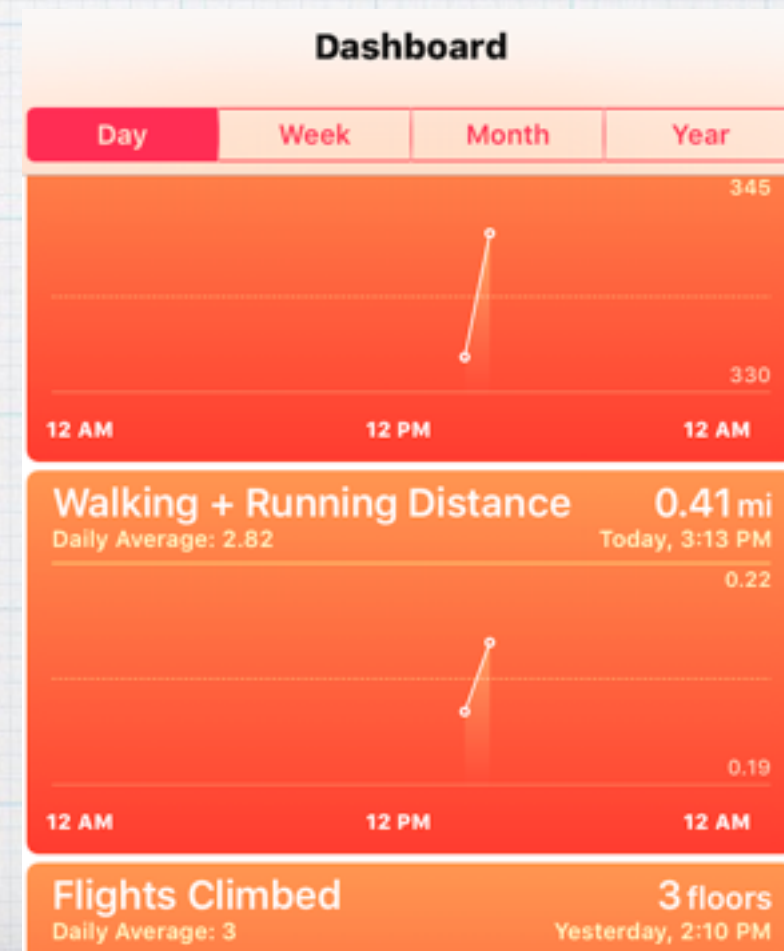 Dashboard
Day Week Month Year
345
330
12 AM 12 PM 12 AM
Walking + Running Distance 0.41 mi
Daily Average: 2.82 Today, 3:13 PM
0.22
0.19
12 AM 12 PM 12 AM
Flights Climbed 3 floors
Daily Average: 3 Yesterday, 2:10 PM